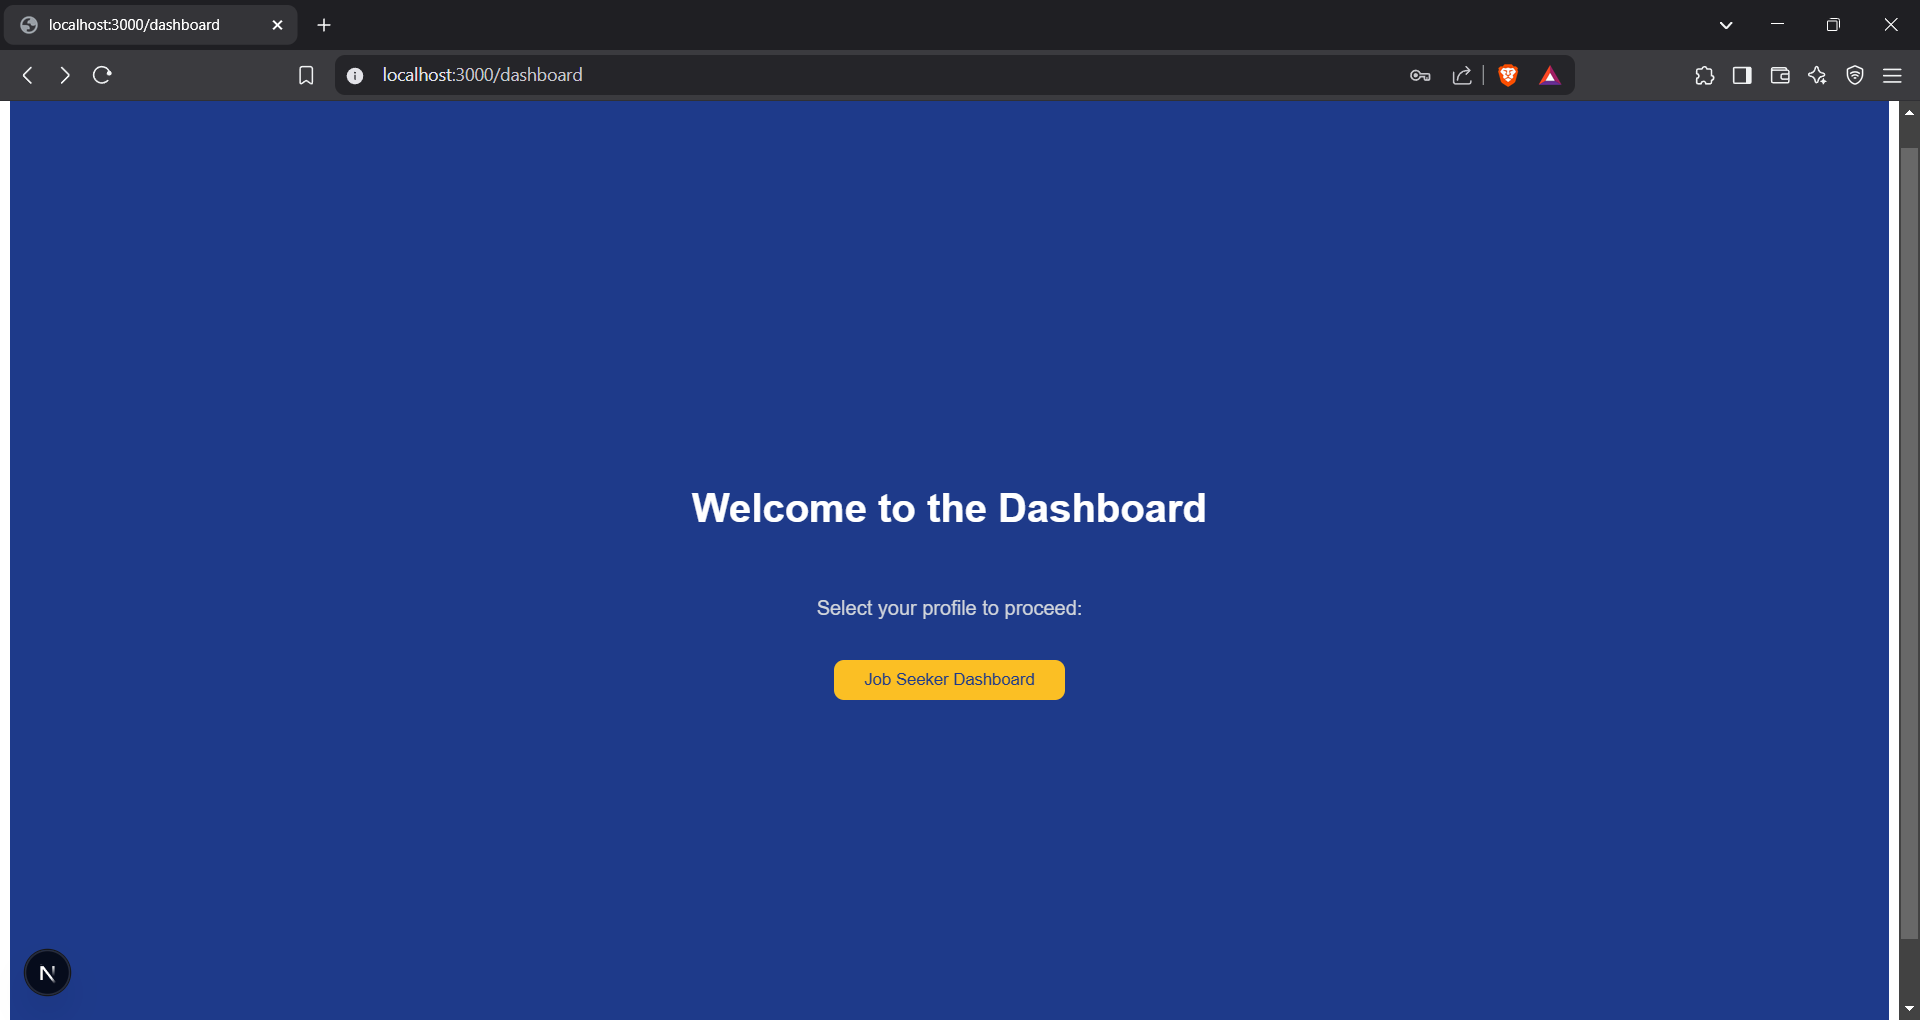 localhost:3000/dashboard
localhost:3000/dashboard
Welcome to the Dashboard
Select your profile to proceed:
Job Seeker Dashboard
N